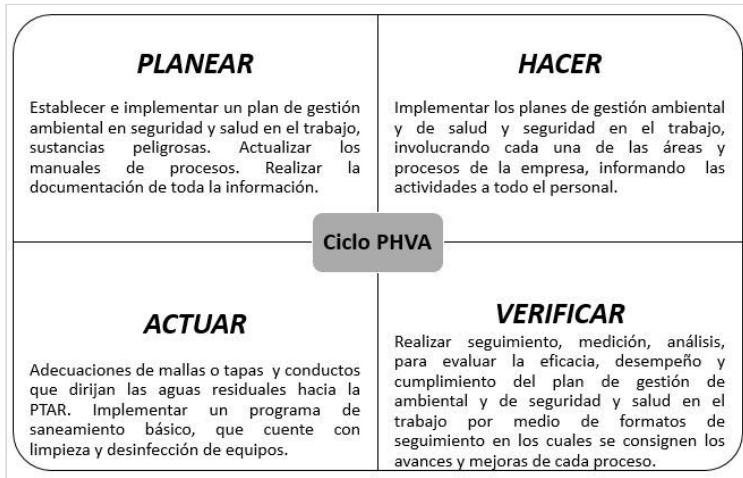 PLANEAR
Establecer e implementar un plan de gestión
ambiental en seguridad y salud en el trabajo,
sustancias peligrosas. Actualizar los
manuales de procesos. Realizar la
documentación de toda la información.
HACER
Implementar los planes de gestión ambiental
y de salud y seguridad en el trabajo,
involucrando cada una de las áreas y
procesos de la empresa, informando las
actividades a todo el personal.
Ciclo PHVA
ACTUAR
Adecuaciones de mallas o tapas y conductos
que dirijan las aguas residuales hacia la
PTAR. Implementar un programa de
saneamiento básico, que cuente con
limpieza y desinfección de equipos.
VERIFICAR
Realizar seguimiento, medición, análisis,
para evaluar la eficacia, desempeño y
cumplimiento del plan de gestión de
ambiental y de seguridad y salud en el
trabajo por medio de formatos de
seguimiento en los cuales se consignen los
avances y mejoras de cada proceso.